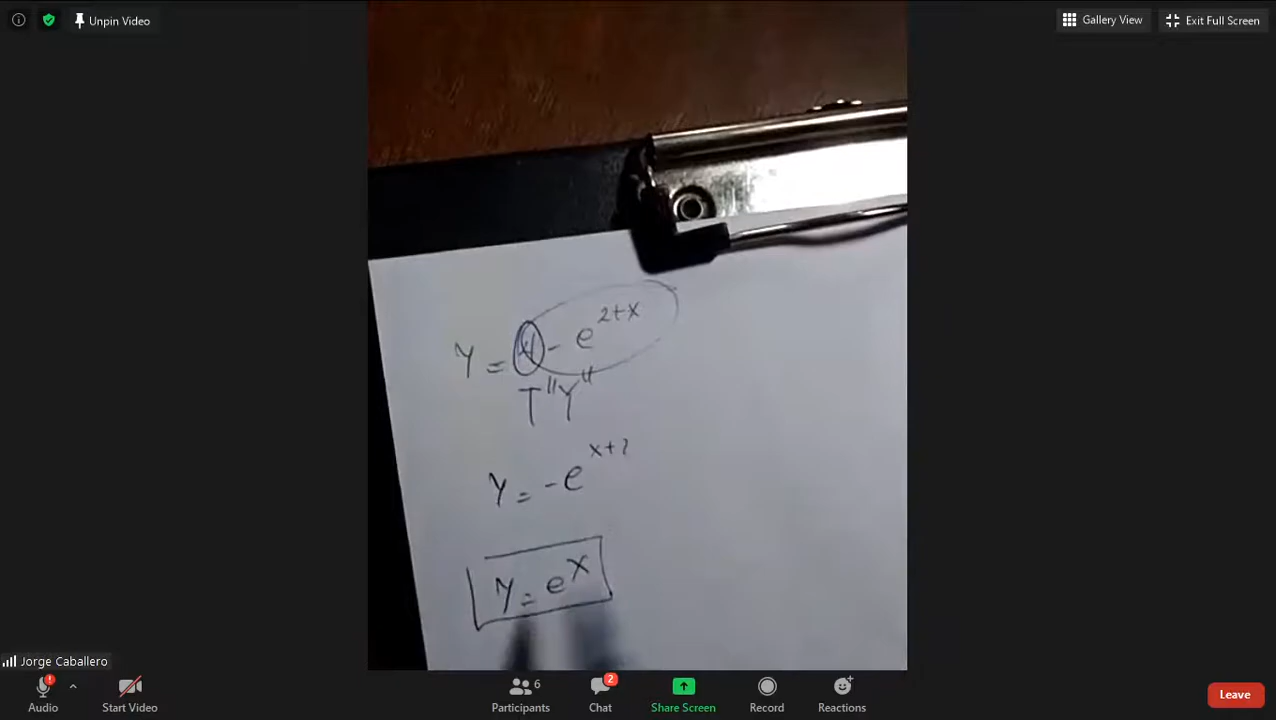 Unpin Video
Gallery View
Exit Full Screen
Y = 4 - e^2+x
T "Y"
Y = -e^x+2
Y = e^x
Jorge Caballero
Audio
Start Video
Participants
6
Chat
2
Share Screen
Record
Reactions
Leave